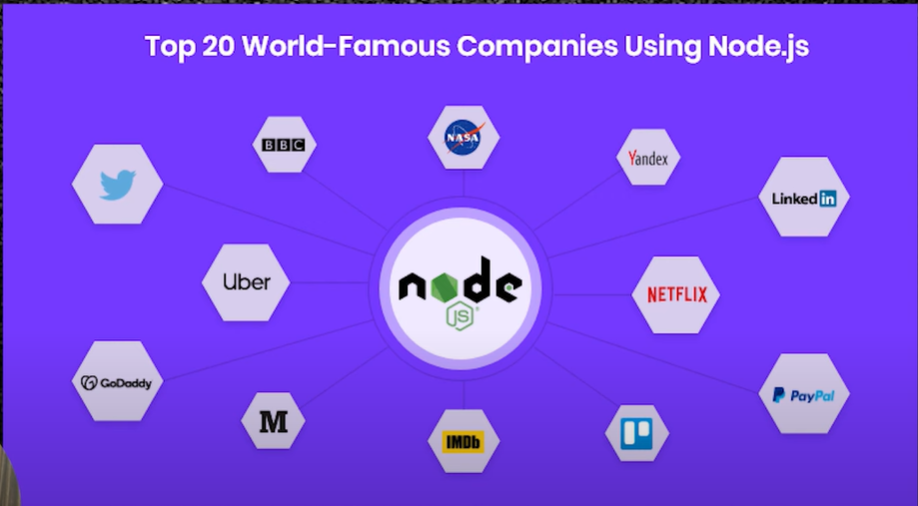 Top 20 World-Famous Companies Using Node.js
BBC
NASA
Yandex
Linked in
Uber
node
JS
NETFLIX
GoDaddy
M
IMDb
PayPal